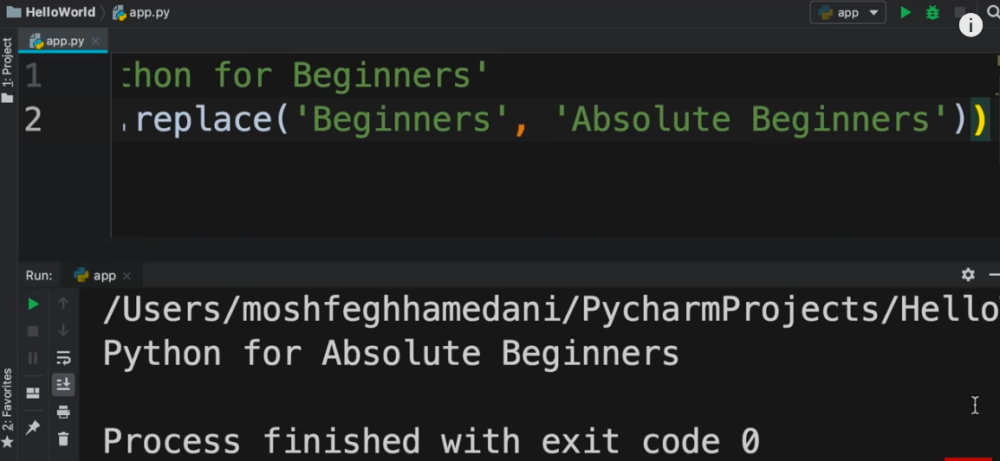 HelloWorld app.py
app
i
app.py
1: Project
1 thon for Beginners'
2 .replace('Beginners', 'Absolute Beginners'))
Run: app
/Users/moshfeghhamedani/PycharmProjects/Hello
Python for Absolute Beginners
Process finished with exit code 0
2: Favorites